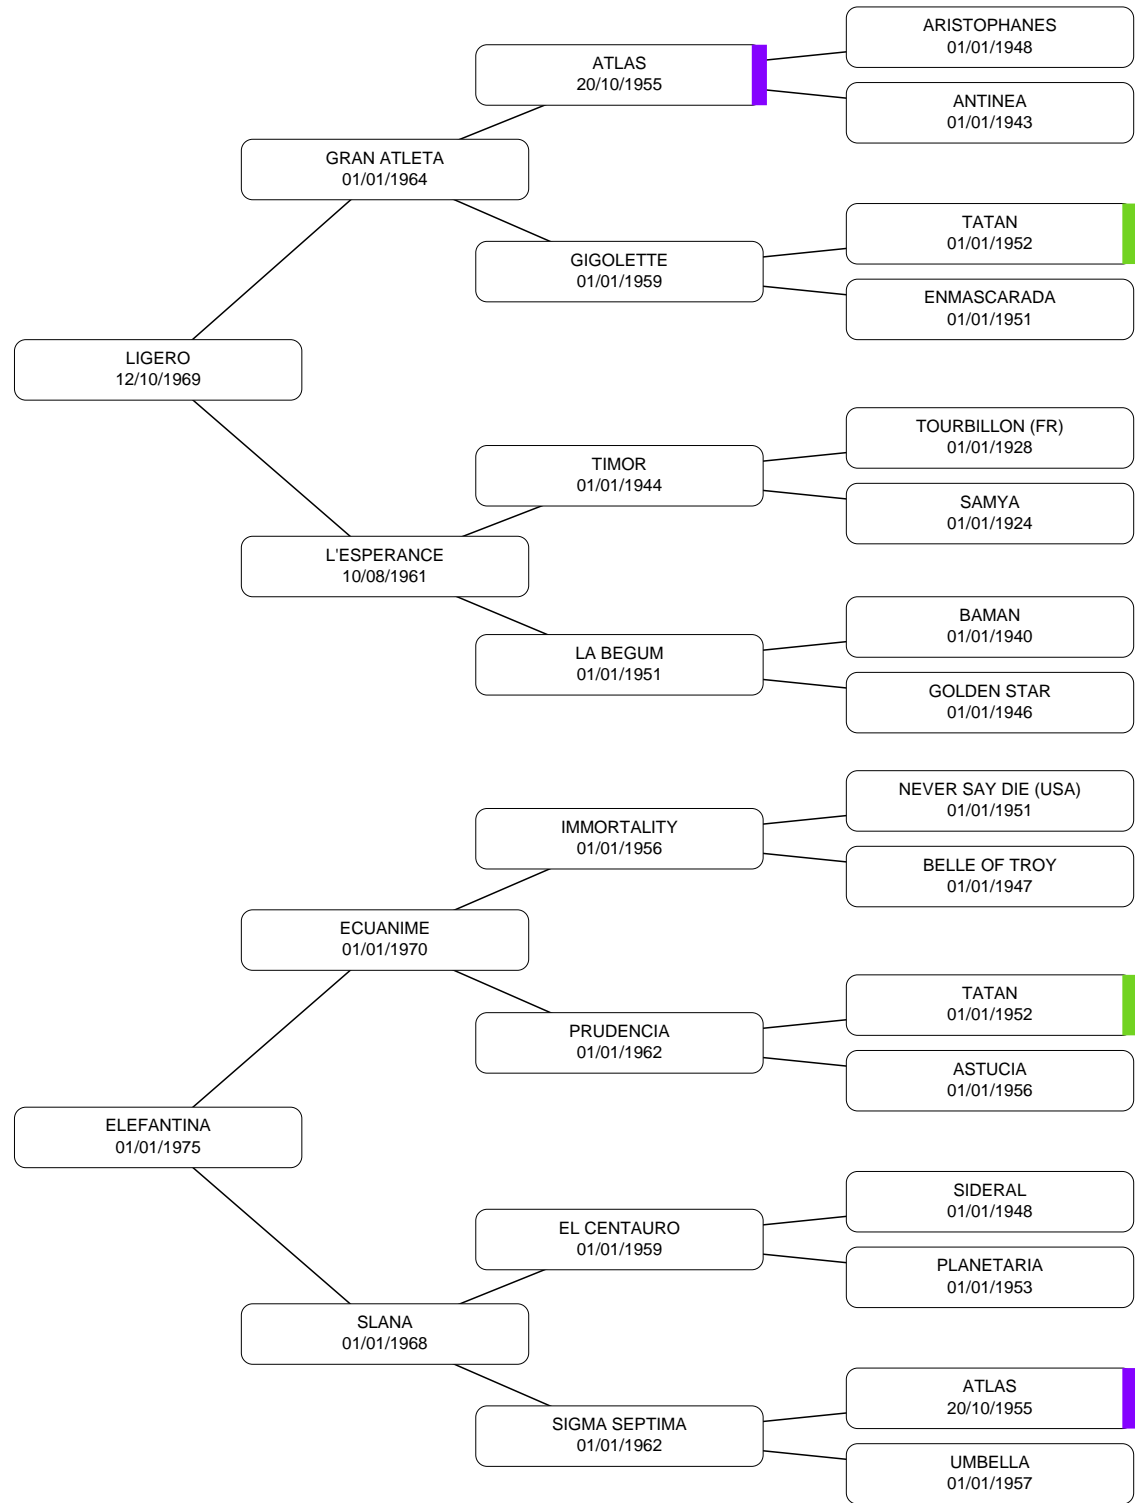 ARISTOPHANES
01/01/1948
ATLAS
20/10/1955
ANTINEA
01/01/1943
GRAN ATLETA
01/01/1964
TATAN
01/01/1952
GIGOLETTE
01/01/1959
ENMASCARADA
01/01/1951
LIGERO
12/10/1969
TOURBILLON (FR)
01/01/1928
TIMOR
01/01/1944
SAMYA
01/01/1924
L'ESPERANCE
10/08/1961
BAMAN
01/01/1940
LA BEGUM
01/01/1951
GOLDEN STAR
01/01/1946
NEVER SAY DIE (USA)
01/01/1951
IMMORTALITY
01/01/1956
BELLE OF TROY
01/01/1947
ECUANIME
01/01/1970
TATAN
01/01/1952
PRUDENCIA
01/01/1962
ASTUCIA
01/01/1956
ELEFANTINA
01/01/1975
SIDERAL
01/01/1948
EL CENTAURO
01/01/1959
PLANETARIA
01/01/1953
SLANA
01/01/1968
ATLAS
20/10/1955
SIGMA SEPTIMA
01/01/1962
UMBELLA
01/01/1957